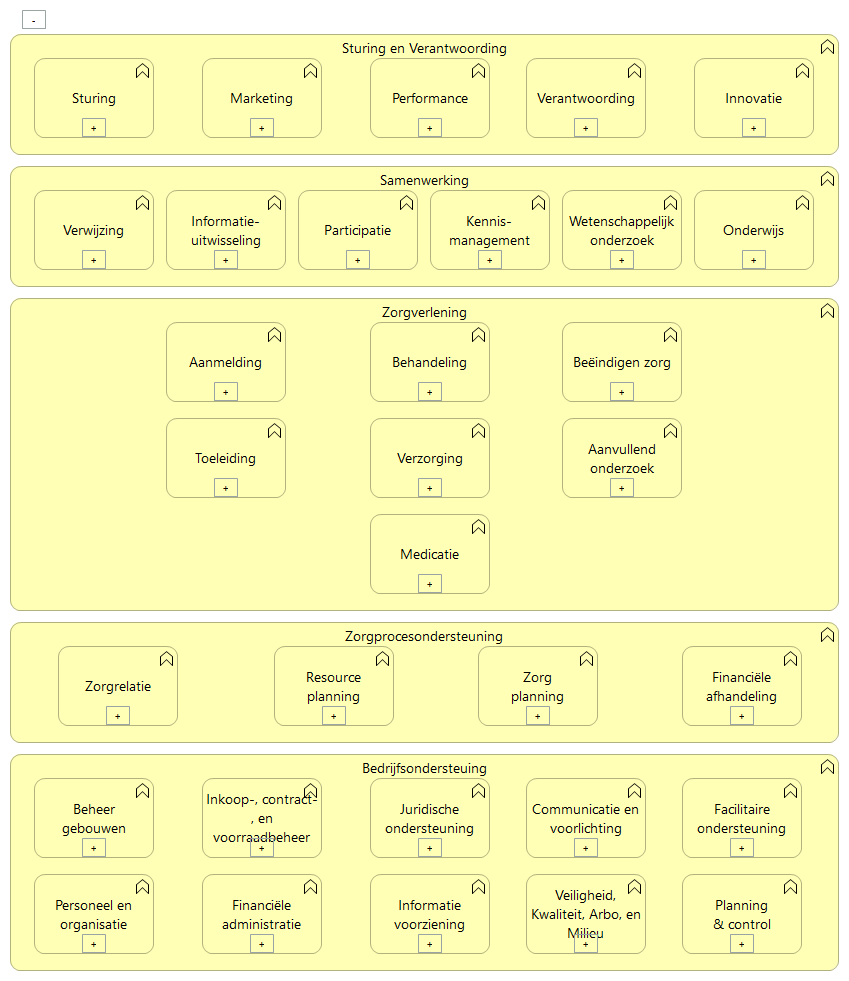 -
Sturing en Verantwoording
Sturing
Marketing
Performance
Verantwoording
Innovatie
+
+
+
+
+
Samenwerking
Verwijzing
Informatie-
uitwisseling
Participatie
Kennis-
management
Wetenschappelijk
onderzoek
Onderwijs
+
+
+
+
+
+
Zorgverlening
Aanmelding
Behandeling
Beëindigen zorg
+
+
+
Toeleiding
Verzorging
Aanvullend
onderzoek
+
+
+
Medicatie
+
Zorgprocesondersteuning
Zorgrelatie
Resource
planning
Zorg
planning
Financiële
afhandeling
+
+
+
+
Bedrijfsondersteuing
Beheer
gebouwen
Inkoop-, contract-
, en
voorraadbeheer
Juridische
ondersteuning
Communicatie en
voorlichting
Facilitaire
ondersteuning
+
+
+
+
+
Personeel en
organisatie
Financiële
administratie
Informatie
voorziening
Veiligheid,
Kwaliteit, Arbo, en
Milieu
Planning
& control
+
+
+
+
+